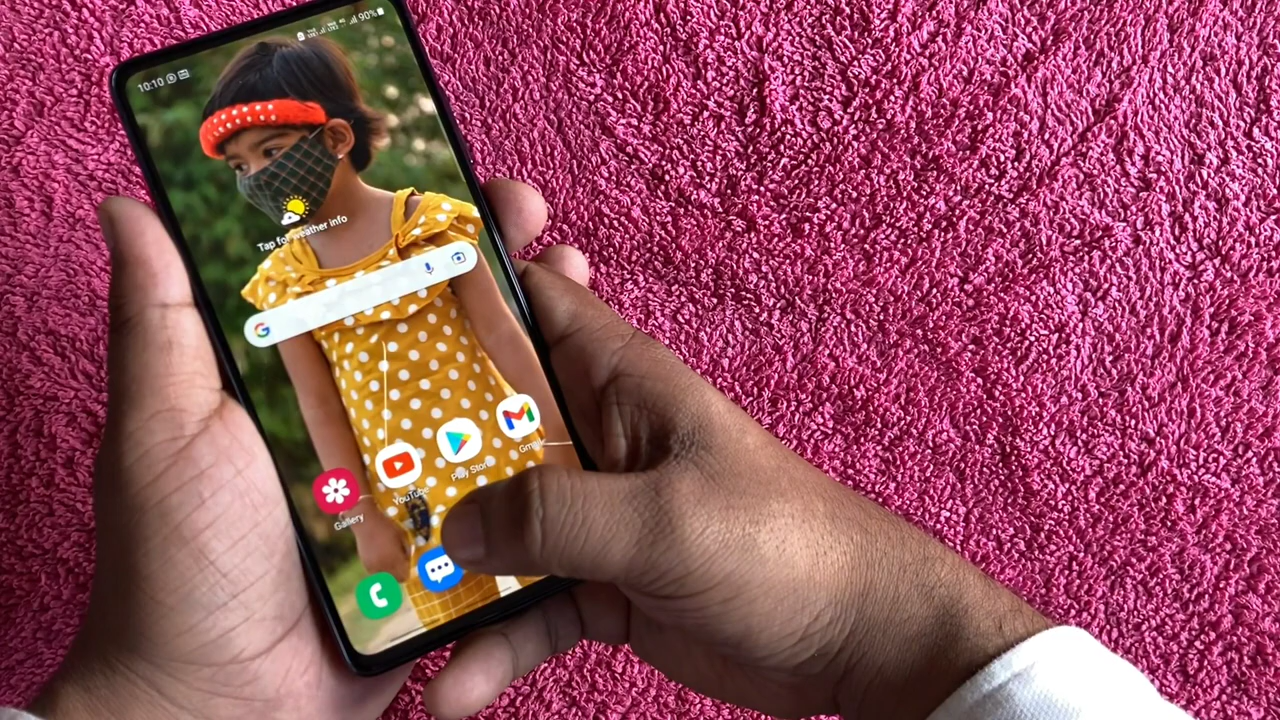 10:10
90%
Tap for weather info
G
Gallery
YouTube
Play Store
Gmail